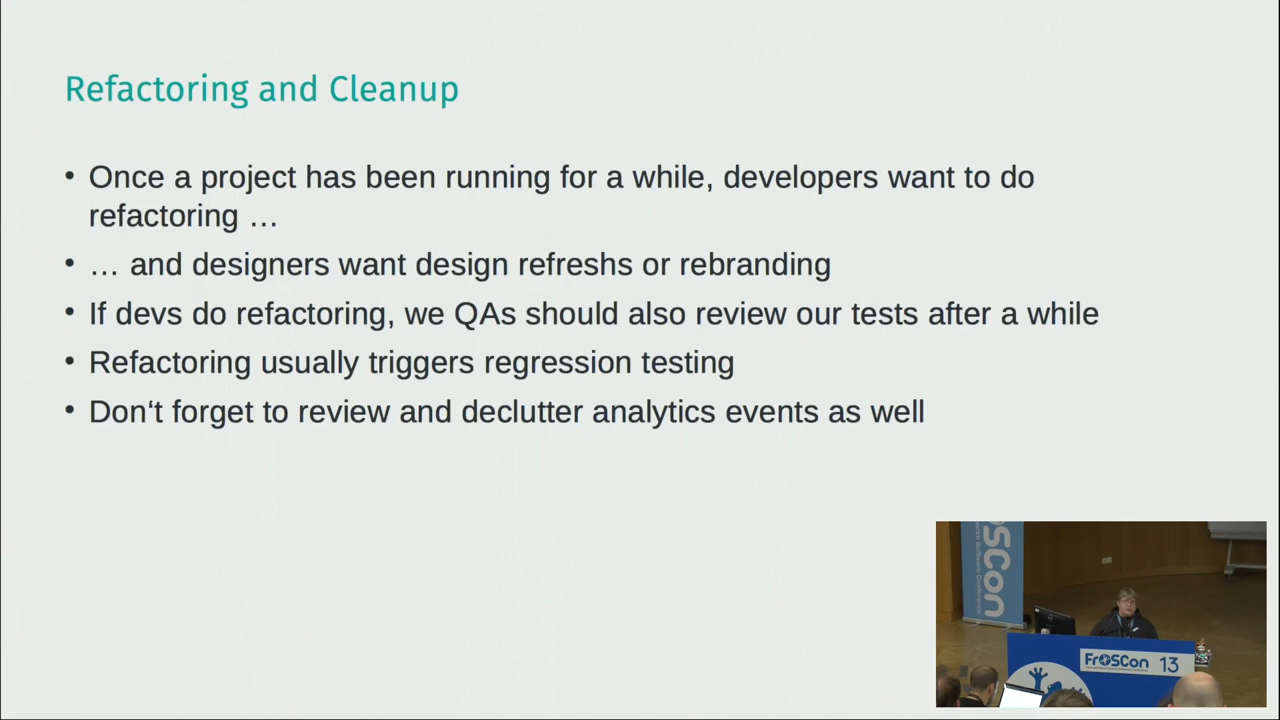 Refactoring and Cleanup
• Once a project has been running for a while, developers want to do
refactoring …
• … and designers want design refreshs or rebranding
• If devs do refactoring, we QAs should also review our tests after a while
• Refactoring usually triggers regression testing
• Don‘t forget to review and declutter analytics events as well
oSCon
FrOSCon 13